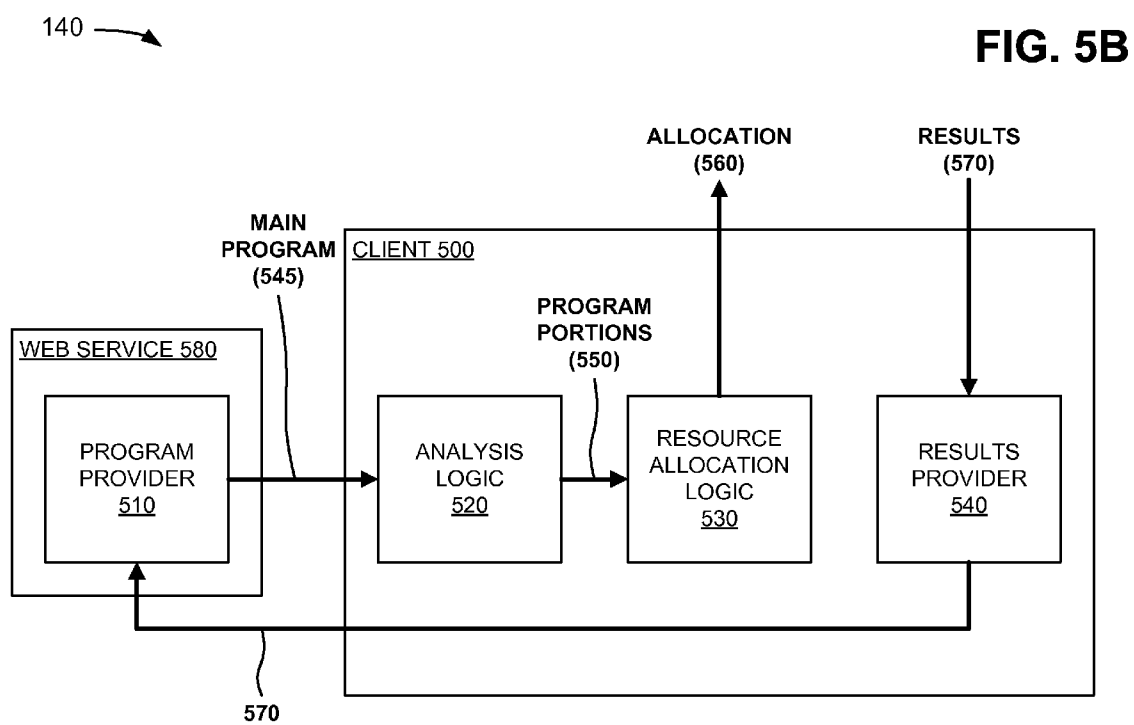 140
FIG. 5B
ALLOCATION
(560)
RESULTS
(570)
MAIN
PROGRAM
(545)
CLIENT 500
PROGRAM
PORTIONS
(550)
WEB SERVICE 580
PROGRAM
PROVIDER
510
ANALYSIS
LOGIC
520
RESOURCE
ALLOCATION
LOGIC
530
RESULTS
PROVIDER
540
570